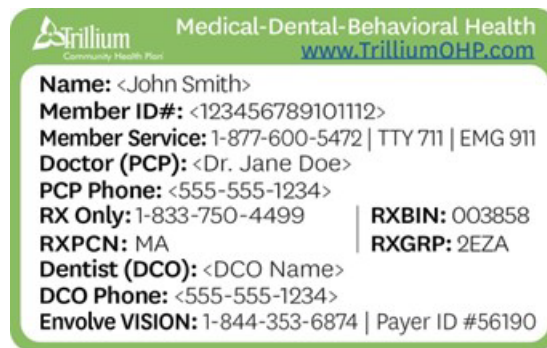 Trillium
Community Health Plan
Medical-Dental-Behavioral Health
www.TrilliumOHP.com
Name: <John Smith>
Member ID#: <123456789101112>
Member Service: 1-877-600-5472 | TTY 711 | EMG 911
Doctor (PCP): <Dr. Jane Doe>
PCP Phone: <555-555-1234>
RX Only: 1-833-750-4499 | RXBIN: 003858
RXPCN: MA | RXGRP: 2EZA
Dentist (DCO): <DCO Name>
DCO Phone: <555-555-1234>
Envolve VISION: 1-844-353-6874 | Payer ID #56190